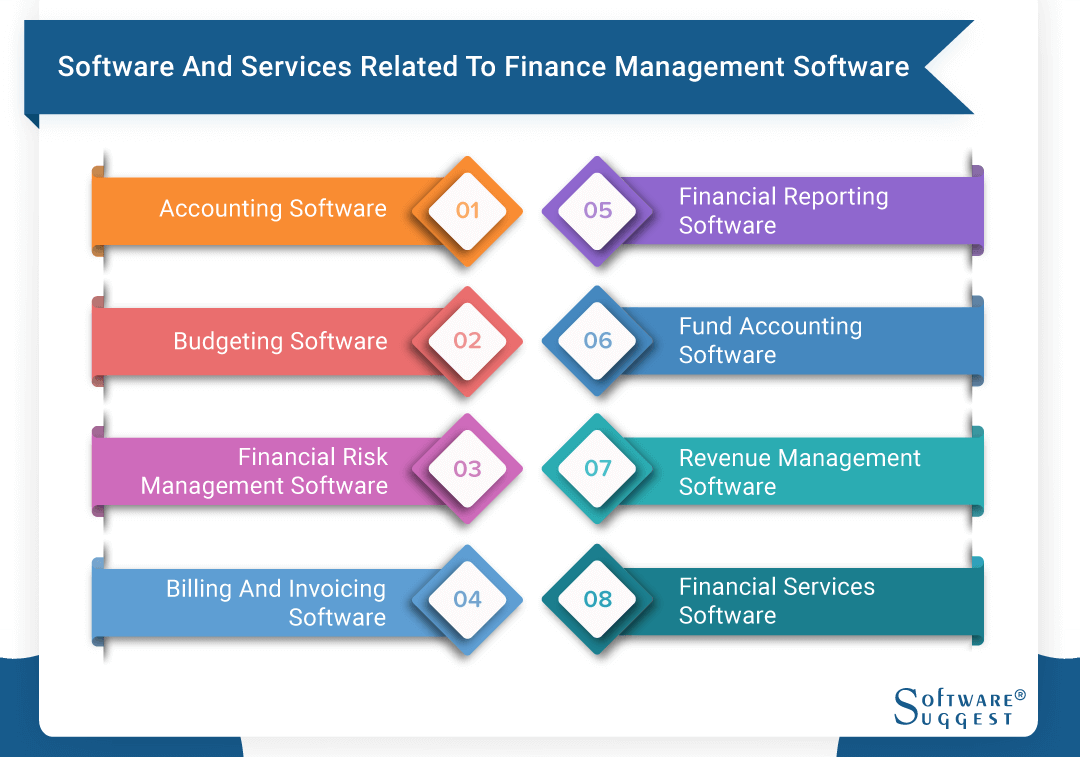 Software And Services Related To Finance Management Software
Accounting Software
01
Budgeting Software
02
Financial Risk
Management Software
03
Billing And Invoicing
Software
04
05
Financial Reporting
Software
06
Fund Accounting
Software
07
Revenue Management
Software
08
Financial Services
Software
SOFTWARE®
SUGGEST